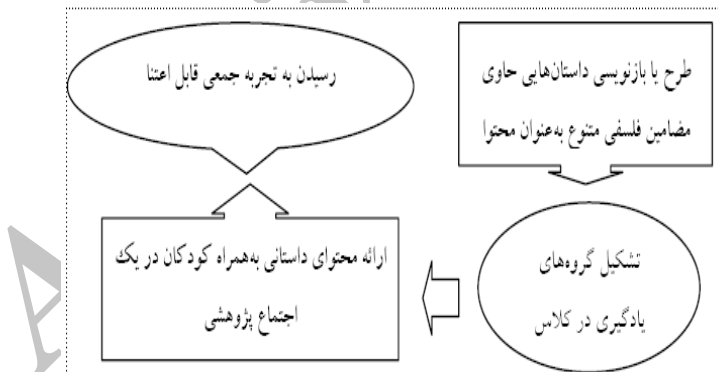 طرح یا بازنویسی داستان‌هایی حاوی
مضامین فلسفی متنوع به‌عنوان محتوا
تشکیل گروه‌های
یادگیری در کلاس
ارائه محتوای داستانی به‌همراه کودکان در یک
اجتماع پژوهشی
رسیدن به تجربه جمعی قابل اعتنا